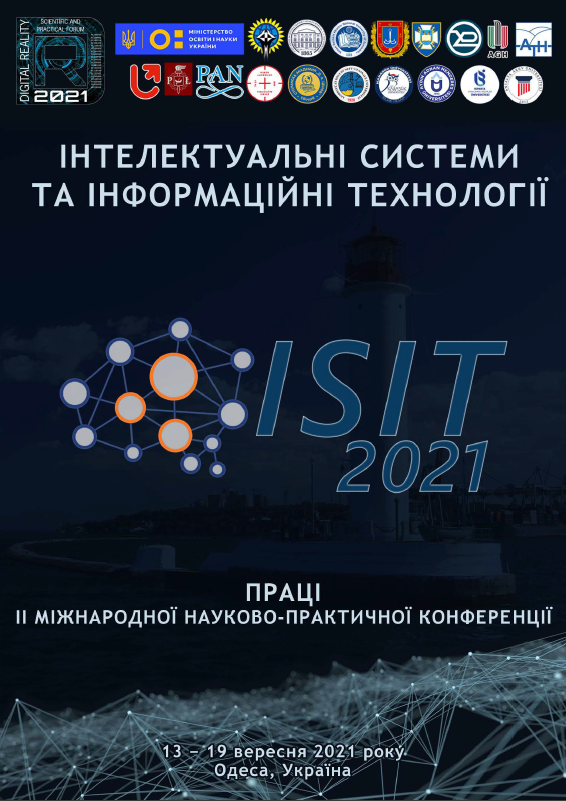 DIGITAL REALITY
SCIENTIFIC AND
PRACTICAL FORUM
2021
МІНІСТЕРСТВО
ОСВІТИ І НАУКИ
УКРАЇНИ
AGH
ATH
PAN
ІНТЕЛЕКТУАЛЬНІ СИСТЕМИ
ТА ІНФОРМАЦІЙНІ ТЕХНОЛОГІЇ
ISIT
2021
ПРАЦІ
ІІ МІЖНАРОДНОЇ НАУКОВО-ПРАКТИЧНОЇ КОНФЕРЕНЦІЇ
13 – 19 вересня 2021 року
Одеса, Україна